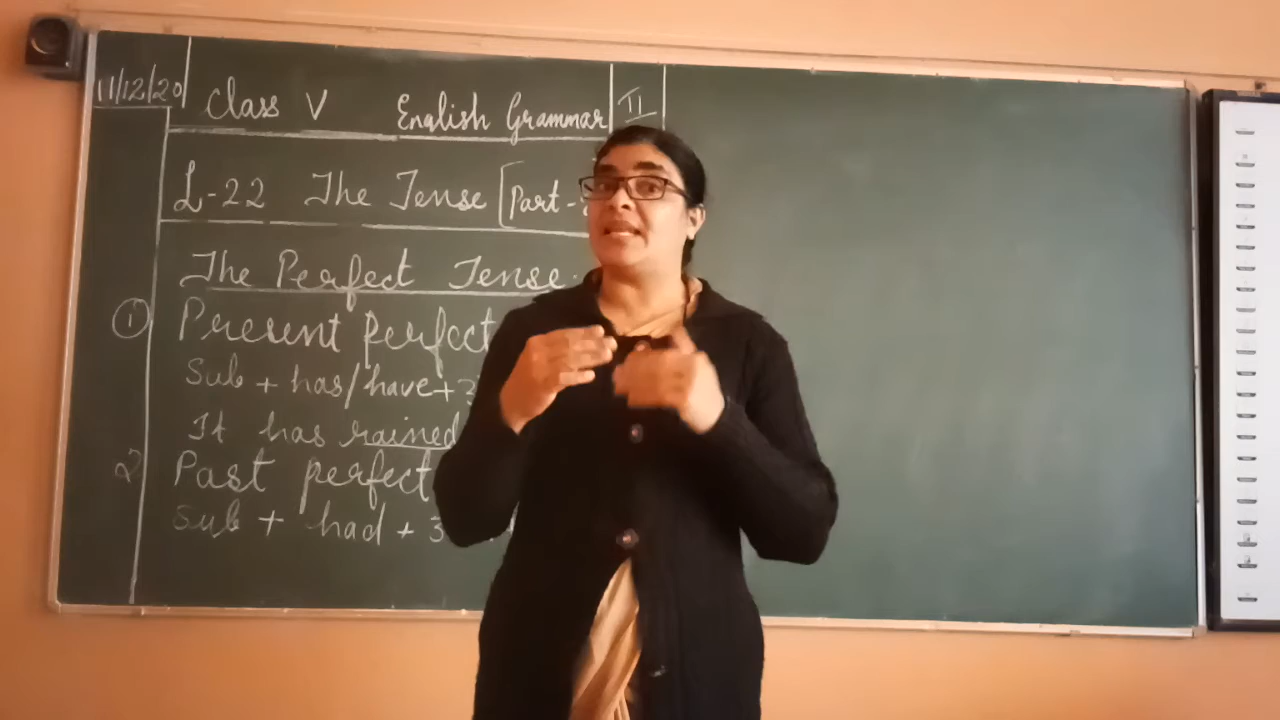 11/12/20 Class V English Grammar II
L-22 The Tense [Part-
The Perfect Tense
① Present perfect
Sub + has/have + 3
It has rained
2 Past perfect
Sub + had + 3